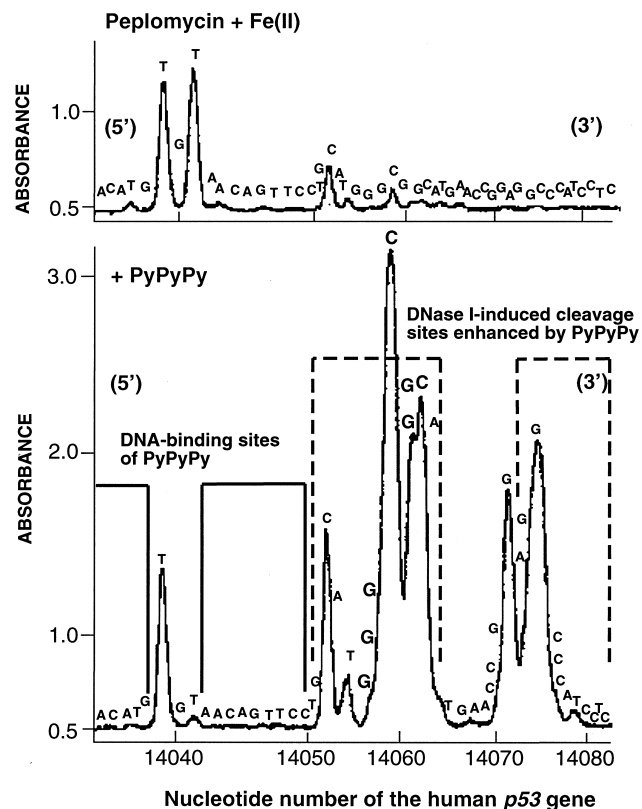 Peplomycin + Fe(II)
ABSORBANCE
1.0
0.5
(5')
(3')
T
T
G
A
G
C
A
C
A C A T G
A C A G T T C C T
T G G G
G G C A T G A A C C G G A G G C C C A T C C T C
3.0
2.0
1.0
0.5
ABSORBANCE
+ PyPyPy
DNase I-induced cleavage
sites enhanced by PyPyPy
(5')
(3')
DNA-binding sites
of PyPyPy
C
G C
G A
G
G
G
A
C
A
T
G
G
G
T
G
C
C
C
C
C
A C A T G
G T A A C A G T T C C T G
T G A A
A T C T C
14040
14050
14060
14070
14080
Nucleotide number of the human p53 gene